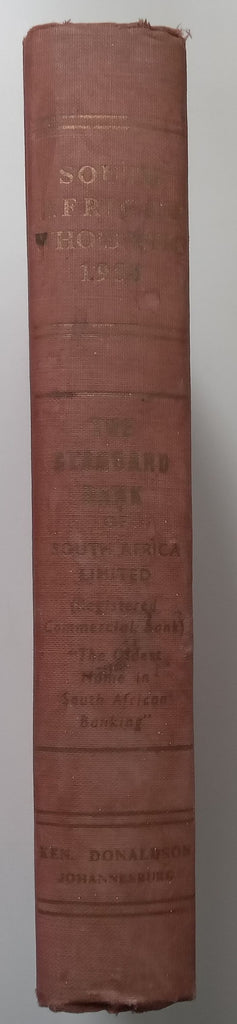 SOUTH
AFRICA'S
WHO'S WHO
THE
STANDARD
BANK
OF
SOUTH AFRICA
LIMITED
(Registered
Commercial Bank)
"The Oldest
Name in
South African
Banking"
KEN. DONALDSON
JOHANNESBURG